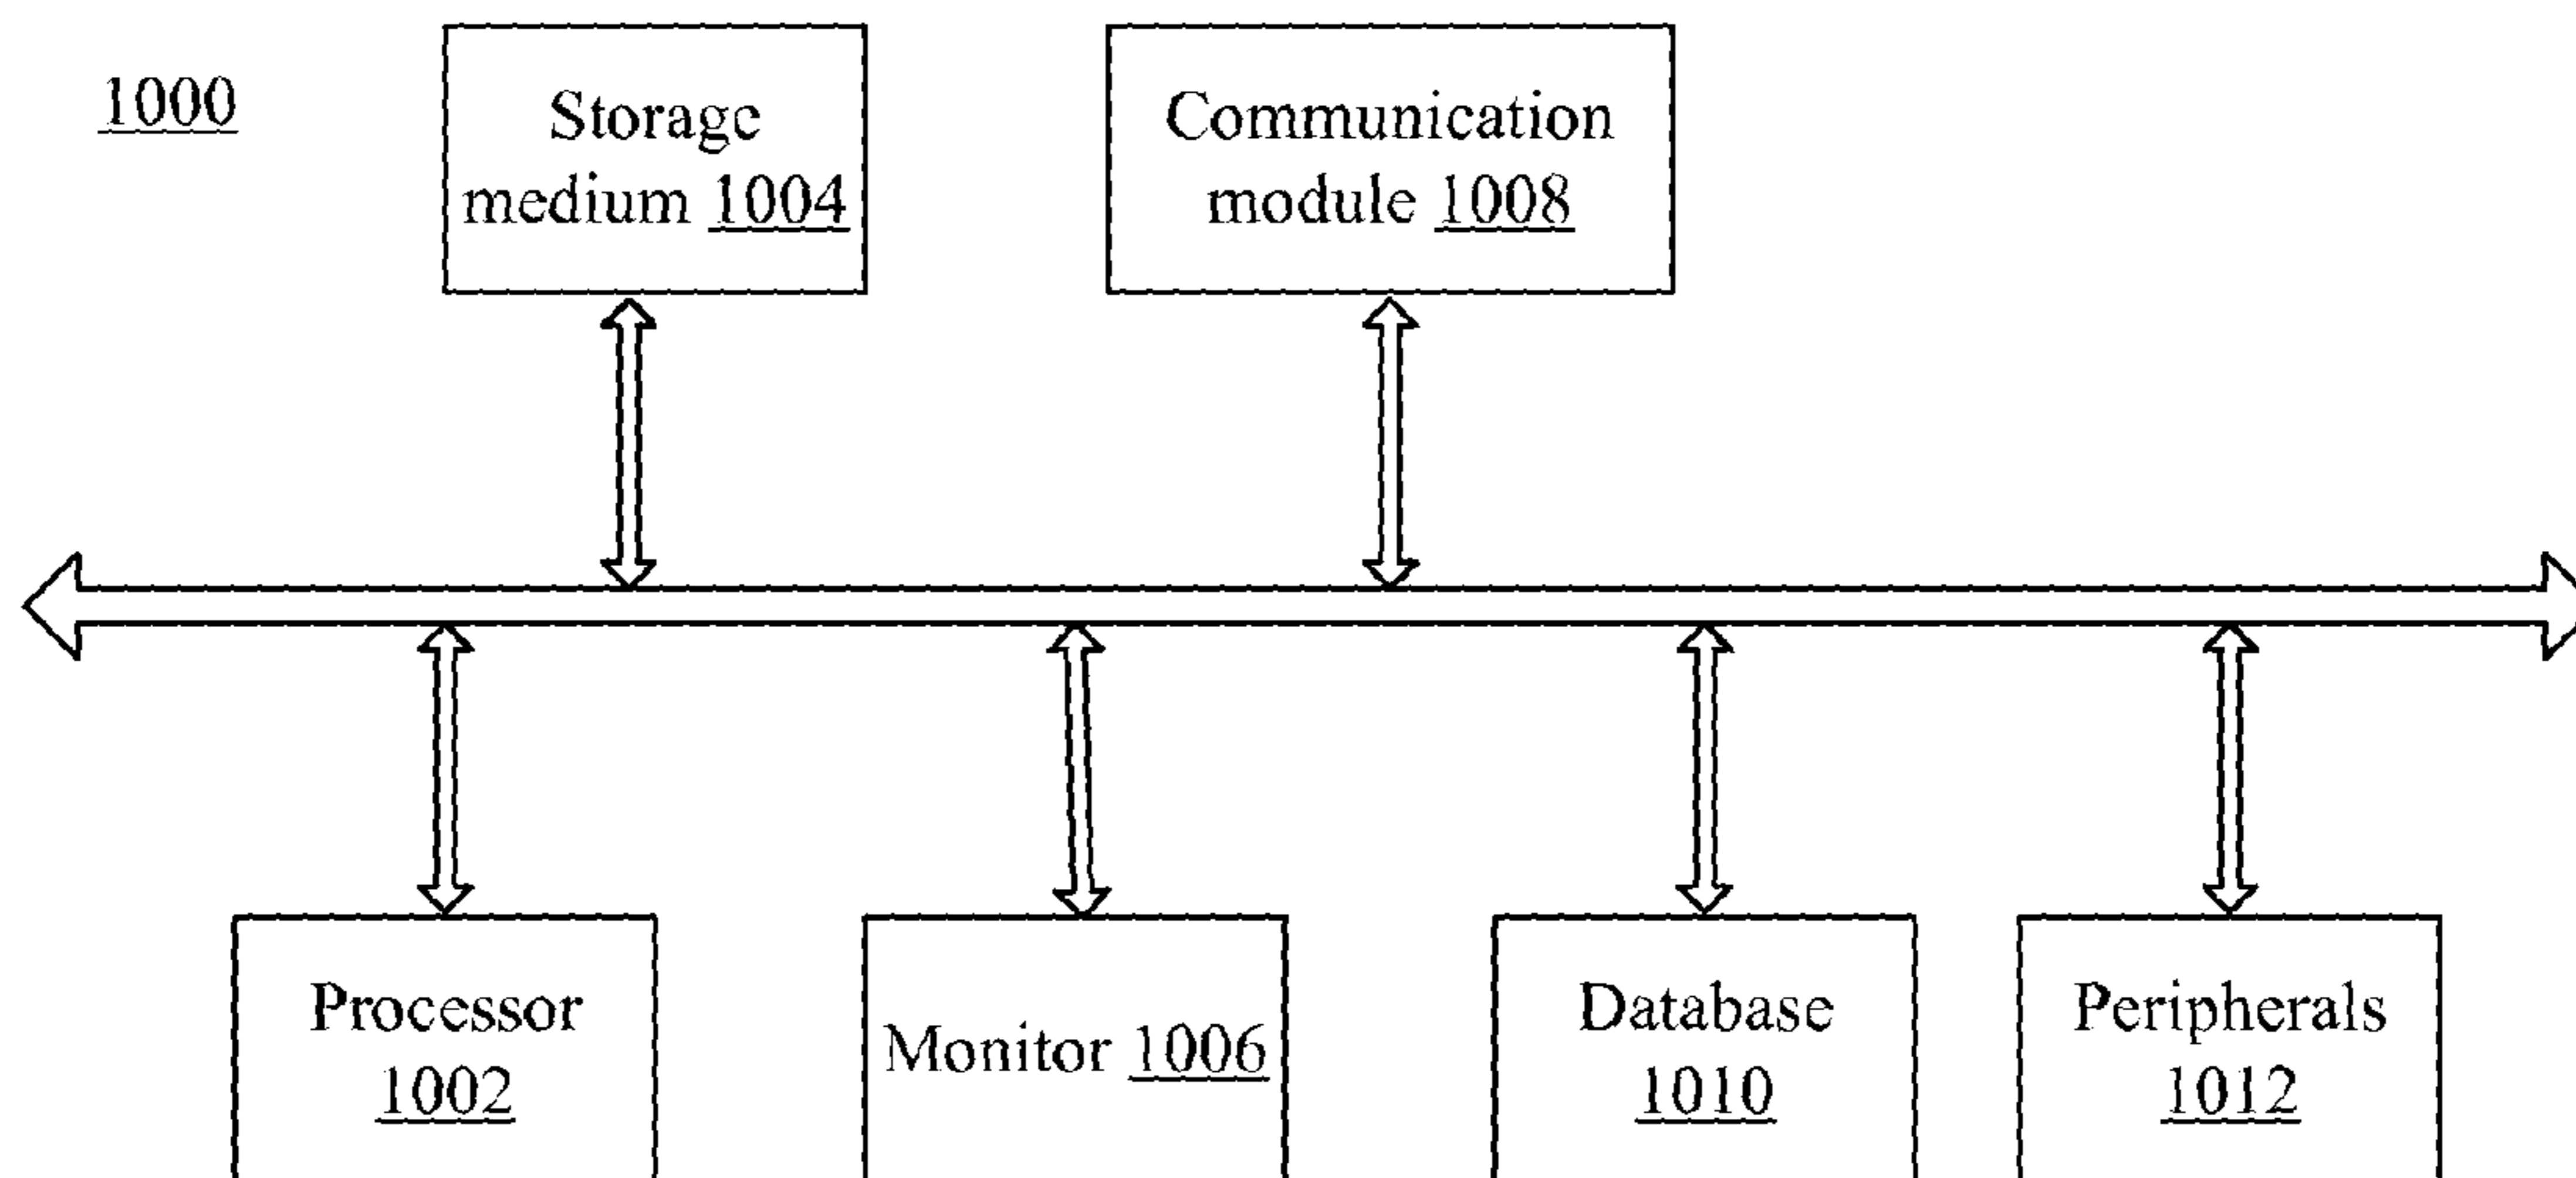 1000
Storage
medium 1004
Communication
module 1008
Processor
1002
Monitor 1006
Database
1010
Peripherals
1012